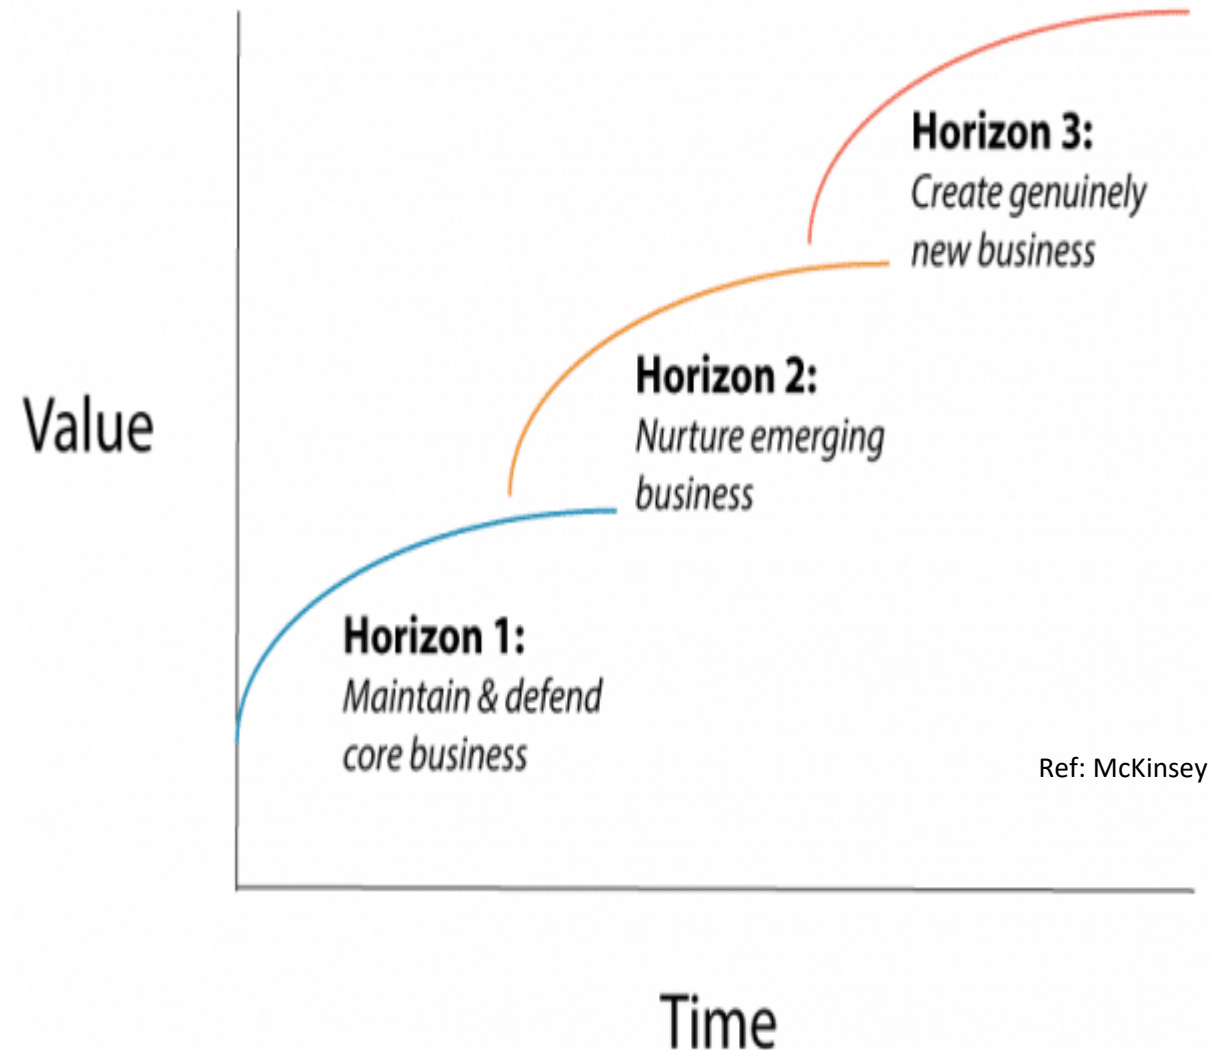 Horizon 3:
Create genuinely
new business
Value
Horizon 2:
Nurture emerging
business
Horizon 1:
Maintain & defend
core business
Ref: McKinsey
Time